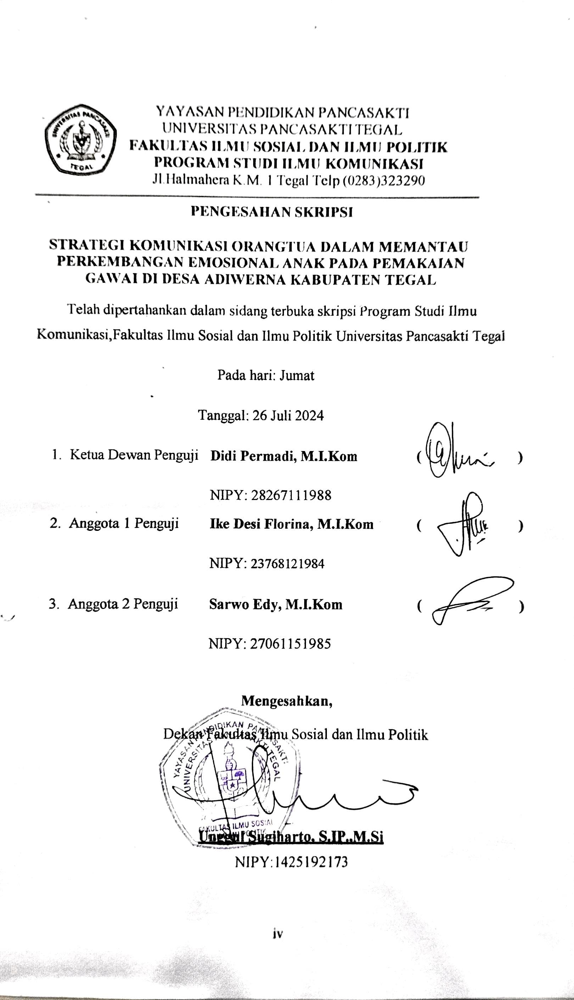 UNIVERSITAS PANCASAKTI
TEGAL
YAYASAN PENDIDIKAN PANCASAKTI
UNIVERSITAS PANCASAKTI TEGAL
FAKULTAS ILMU SOSIAL DAN ILMU POLITIK
PROGRAM STUDI ILMU KOMUNIKASI
Jl.Halmahera K.M. 1 Tegal Telp (0283)323290
PENGESAHAN SKRIPSI
STRATEGI KOMUNIKASI ORANGTUA DALAM MEMANTAU
PERKEMBANGAN EMOSIONAL ANAK PADA PEMAKAIAN
GAWAI DI DESA ADIWERNA KABUPATEN TEGAL
Telah dipertahankan dalam sidang terbuka skripsi Program Studi Ilmu
Komunikasi,Fakultas Ilmu Sosial dan Ilmu Politik Universitas Pancasakti Tegal
Pada hari: Jumat
Tanggal: 26 Juli 2024
1. Ketua Dewan Penguji Didi Permadi, M.I.Kom ( )
NIPY: 28267111988
2. Anggota 1 Penguji Ike Desi Florina, M.I.Kom ( )
NIPY: 23768121984
3. Anggota 2 Penguji Sarwo Edy, M.I.Kom ( )
NIPY: 27061151985
Mengesahkan,
Dekan Fakultas Ilmu Sosial dan Ilmu Politik
YAYASAN PENDIDIKAN PANCASAKTI
UNIVERSITAS PANCASAKTI TEGAL
FAKULTAS ILMU SOSIAL
Unggul Sugiharto, S.IP.,M.Si
NIPY:1425192173
iv